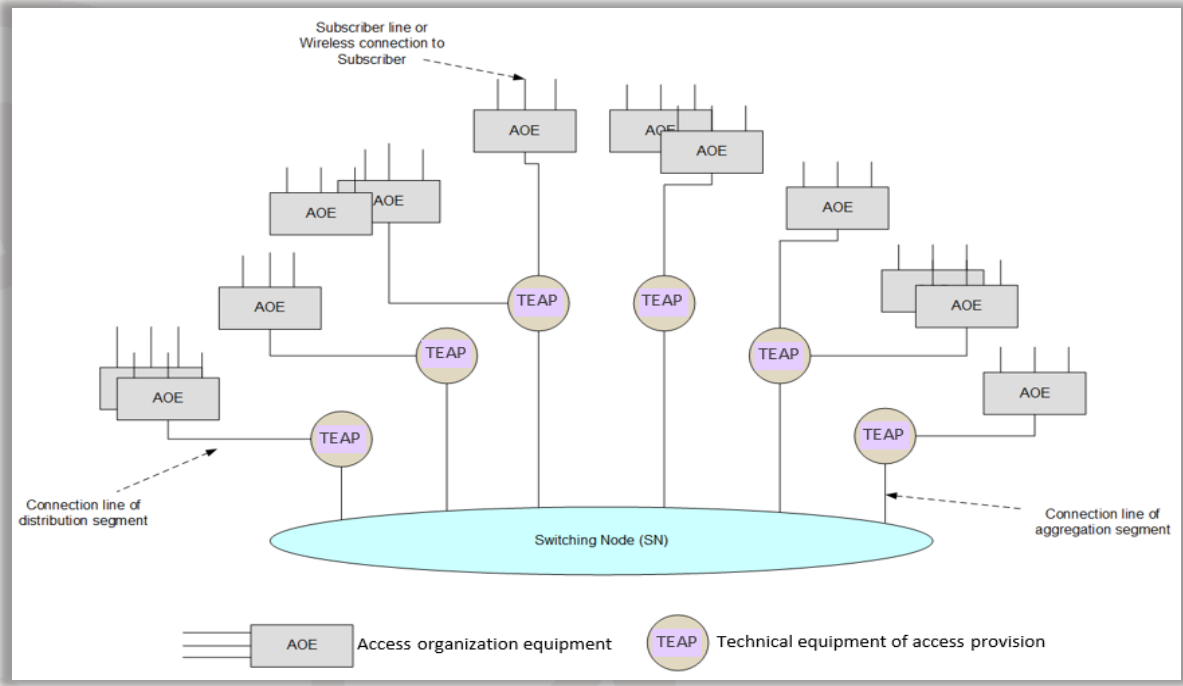 Subscriber line or
Wireless connection to
Subscriber
AOE
AOE
AOE
AOE
AOE
AOE
AOE
AOE
AOE
AOE
AOE
TEAP
TEAP
TEAP
TEAP
TEAP
TEAP
Connection line of
distribution segment
Connection line of
aggregation segment
Switching Node (SN)
AOE
Access organization equipment
TEAP
Technical equipment of access provision